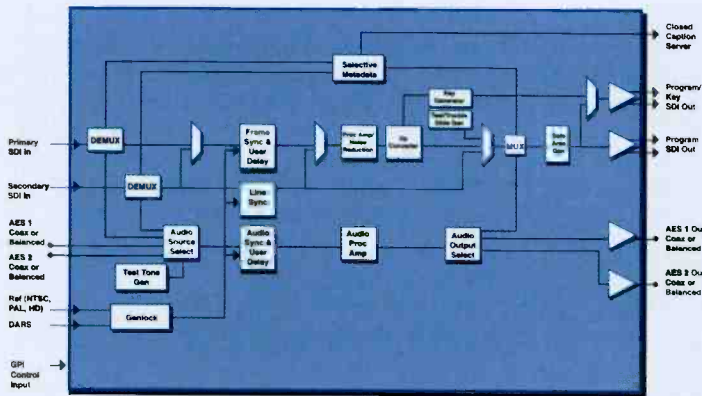 Closed
Caption
Server
Selective
Metadata
Program/
Key
SDI Out
Key
Generator
Primary
SDI In
DEMUX
Frame
Sync &
User
Delay
Proc Amp/
Noise
Reduction
Converter
MUX
Safe
Area
Gen
Program
SDI Out
Secondary
SDI In
DEMUX
Line
Sync
AES 1
Coax or
Balanced
AES 2
Coax or
Balanced
Audio
Source
Select
Audio
Sync &
User
Delay
Audio
Proc
Amp
Audio
Output
Select
AES 1 Out
Coax or
Balanced
AES 2 Out
Coax or
Balanced
Test Tone
Gen
Ref (NTSC,
PAL, HD)
DARS
Genlock
GPI
Control
Input